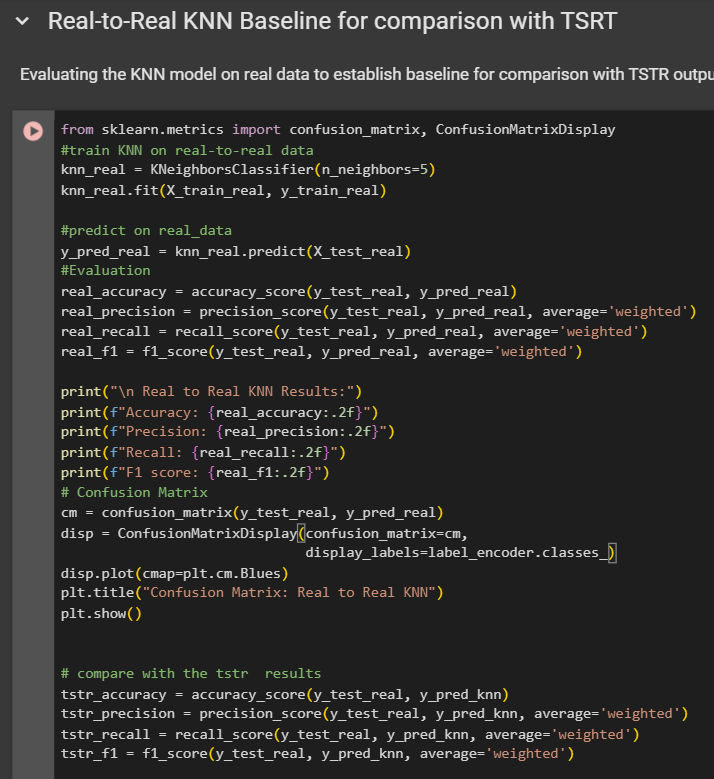 Real-to-Real KNN Baseline for comparison with TSRT
Evaluating the KNN model on real data to establish baseline for comparison with TSTR outpu
from sklearn.metrics import confusion_matrix, ConfusionMatrixDisplay
#train KNN on real-to-real data
knn_real = KNeighborsClassifier(n_neighbors=5)
knn_real.fit(X_train_real, y_train_real)
#predict on real_data
y_pred_real = knn_real.predict(X_test_real)
#Evaluation
real_accuracy = accuracy_score(y_test_real, y_pred_real)
real_precision = precision_score(y_test_real, y_pred_real, average='weighted')
real_recall = recall_score(y_test_real, y_pred_real, average='weighted')
real_f1 = f1_score(y_test_real, y_pred_real, average='weighted')
print("\n Real to Real KNN Results:")
print(f"Accuracy: {real_accuracy:.2f}")
print(f"Precision: {real_precision:.2f}")
print(f"Recall: {real_recall:.2f}")
print(f"F1 score: {real_f1:.2f}")
# Confusion Matrix
cm = confusion_matrix(y_test_real, y_pred_real)
disp = ConfusionMatrixDisplay(confusion_matrix=cm,
display_labels=label_encoder.classes_)
disp.plot(cmap=plt.cm.Blues)
plt.title("Confusion Matrix: Real to Real KNN")
plt.show()
# compare with the tstr  results
tstr_accuracy = accuracy_score(y_test_real, y_pred_knn)
tstr_precision = precision_score(y_test_real, y_pred_knn, average='weighted')
tstr_recall = recall_score(y_test_real, y_pred_knn, average='weighted')
tstr_f1 = f1_score(y_test_real, y_pred_knn, average='weighted')